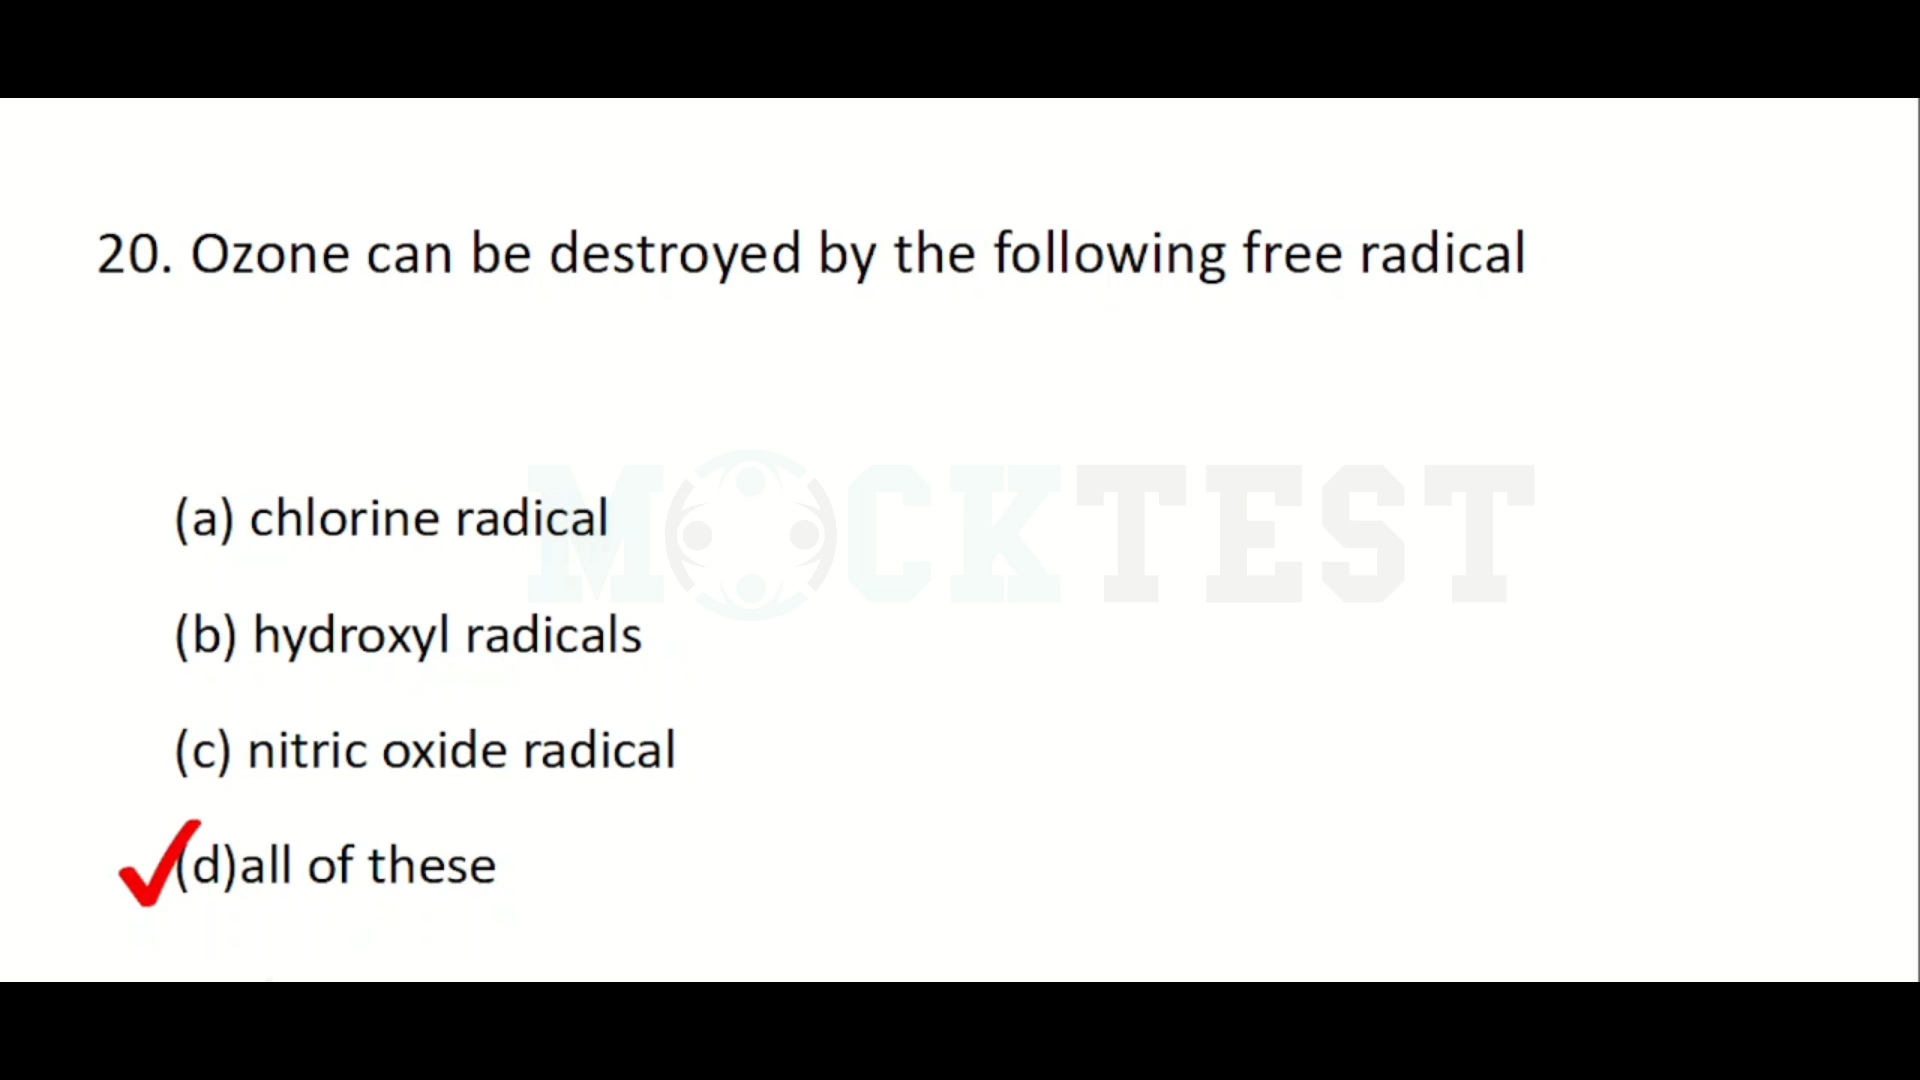 20. Ozone can be destroyed by the following free radical
MOCKTEST
(a) chlorine radical
(b) hydroxyl radicals
(c) nitric oxide radical
(d)all of these